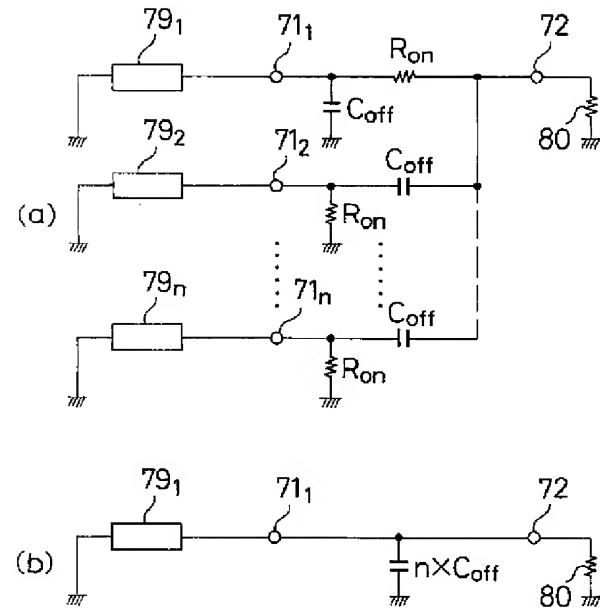 79₁ 71₁ 72
Rₒₙ
Cₒff 80
79₂ 71₂
Cₒff
(a)
Rₒₙ
79ₙ 71ₙ
Cₒff
Rₒₙ
79₁ 71₁ 72
(b) n×Cₒff 80